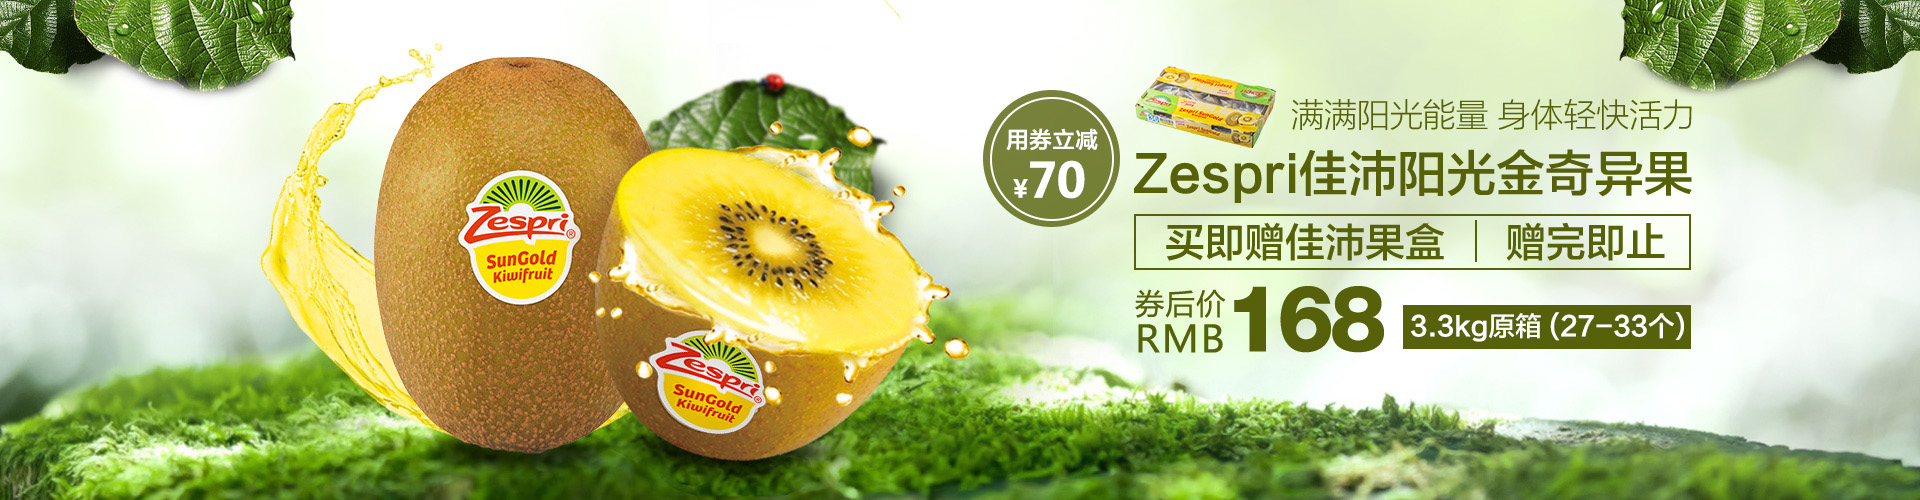 Zespri®
SunGold
Kiwifruit
Zespri
SunGold
Kiwifruit
用券立减
¥70
Zespri SunGold
满满阳光能量 身体轻快活力
Zespri佳沛阳光金奇异果
买即赠佳沛果盒 | 赠完即止
券后价
RMB 168
3.3kg原箱 (27-33个)